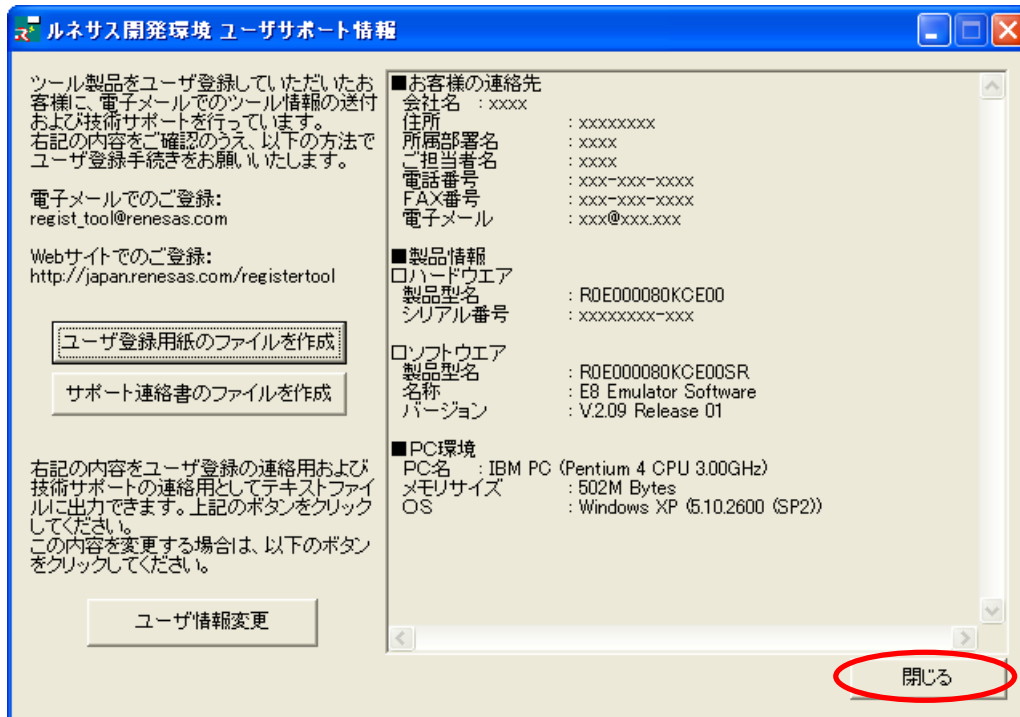 ルネサス開発環境 ユーザサポート情報
ツール製品をユーザ登録していただいたお
客様に、電子メールでのツール情報の送付
および技術サポートを行っています。
右記の内容をご確認のうえ、以下の方法で
ユーザ登録手続きをお願いいたします。
電子メールでのご登録:
regist_tool@renesas.com
Webサイトでのご登録:
http://japan.renesas.com/registertool
ユーザ登録用紙のファイルを作成
サポート連絡書のファイルを作成
右記の内容をユーザ登録の連絡用および
技術サポートの連絡用としてテキストファイ
ルに出力できます。上記のボタンをクリック
してください。
この内容を変更する場合は、以下のボタン
をクリックしてください。
ユーザ情報変更
■お客様の連絡先
会社名 : xxxx
住所 : xxxxxxxx
所属部署名 : xxxx
ご担当者名 : xxxx
電話番号 : xxx-xxx-xxxx
FAX番号 : xxx-xxx-xxxx
電子メール : xxx@xxx.xxx
■製品情報
□ハードウエア
製品型名 : R0E000080KCE00
シリアル番号 : xxxxxxxx-xxx
□ソフトウエア
製品型名 : R0E000080KCE00SR
名称 : E8 Emulator Software
バージョン : V.2.09 Release 01
■PC環境
PC名 : IBM PC (Pentium 4 CPU 3.00GHz)
メモリサイズ : 502M Bytes
OS : Windows XP (5.10.2600 (SP2))
閉じる